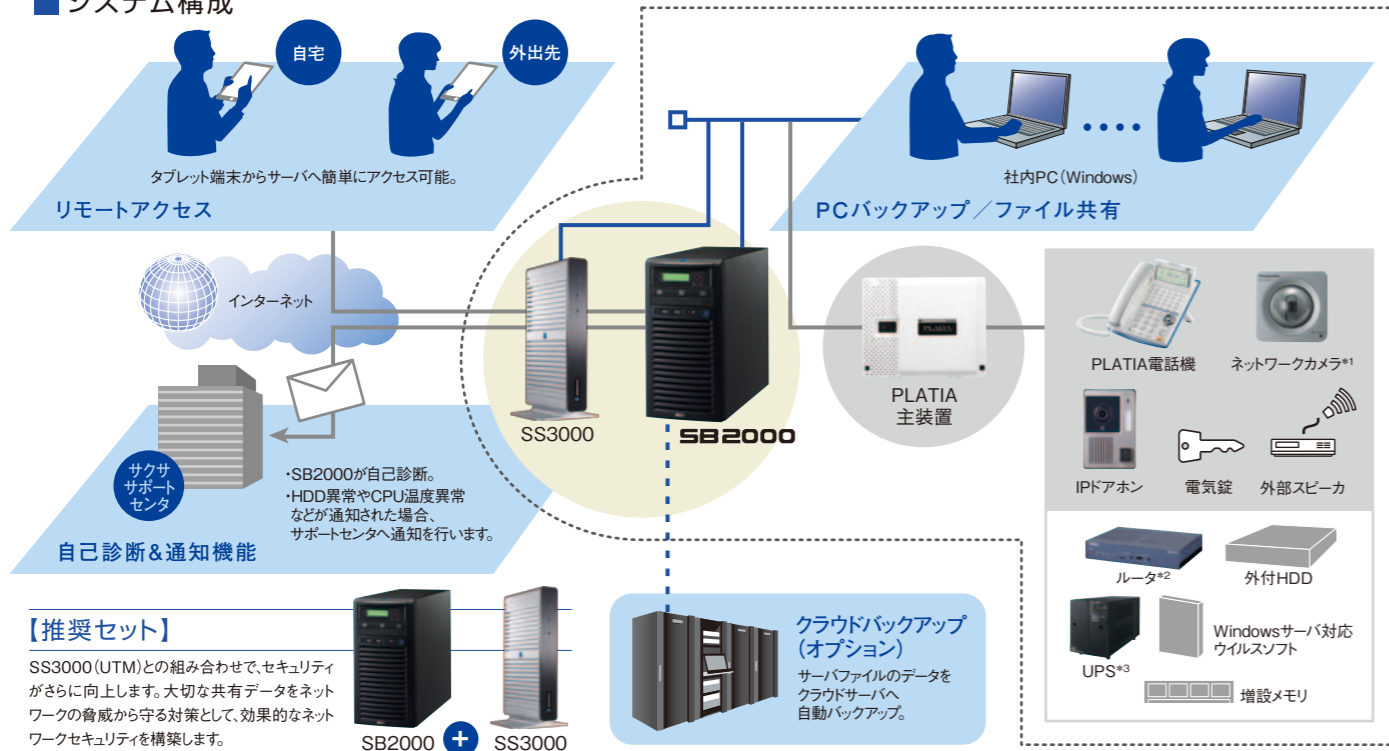 システム構成
自宅
外出先
タブレット端末からサーバへ簡単にアクセス可能。
リモートアクセス
社内PC(Windows)
PCバックアップ／ファイル共有
インターネット
SS3000
SB2000
PLATIA
PLATIA
主装置
PLATIA電話機
ネットワークカメラ*1
IPドアホン
電気錠
外部スピーカ
ルータ*2
外付HDD
UPS*3
Windowsサーバ対応
ウイルスソフト
増設メモリ
サクサ
サポート
センタ
・SB2000が自己診断。
・HDD異常やCPU温度異常
などが通知された場合、
サポートセンタへ通知を行います。
自己診断&通知機能
【推奨セット】
SS3000(UTM)との組み合わせで、セキュリティ
がさらに向上します。大切な共有データをネット
ワークの脅威から守る対策として、効果的なネット
ワークセキュリティを構築します。
SB2000
+
SS3000
クラウドバックアップ
(オプション)
サーバファイルのデータを
クラウドサーバへ
自動バックアップ。